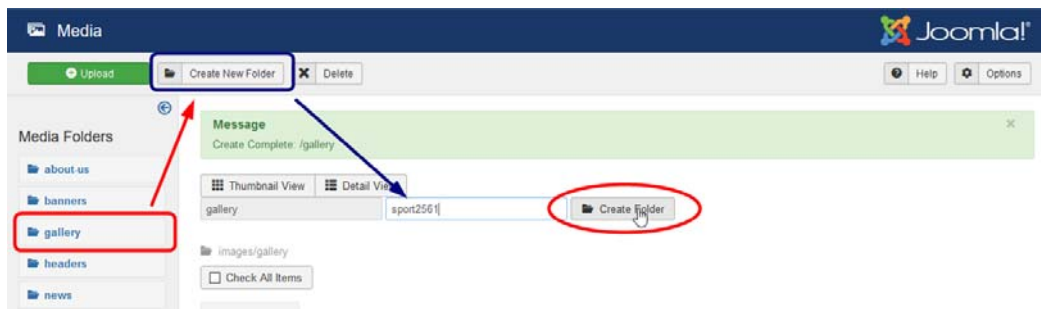 Media
Joomla!®
Upload
Create New Folder
Delete
Help
Options
Media Folders
about-us
banners
gallery
headers
news
Message
Create Complete: /gallery
Thumbnail View
Detail View
gallery
sport2561
Create Folder
images/gallery
Check All Items